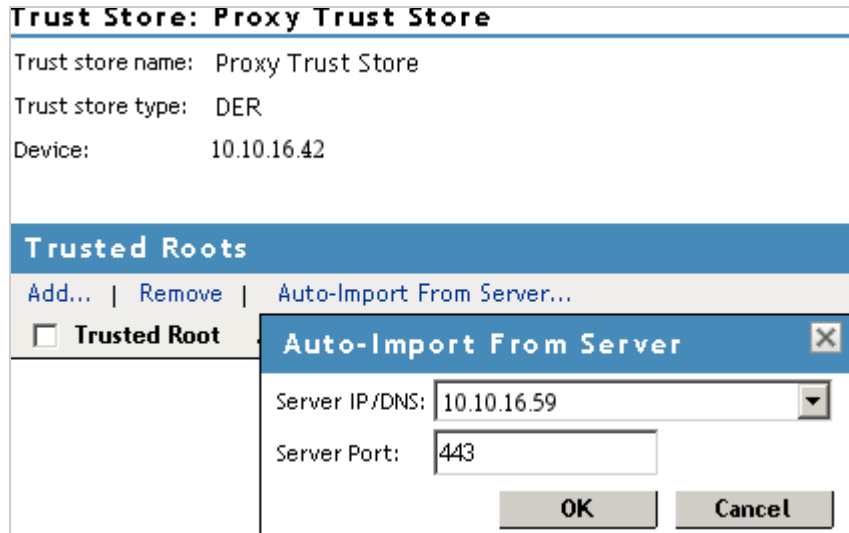 Trust Store: Proxy Trust Store
Trust store name: Proxy Trust Store
Trust store type: DER
Device: 10.10.16.42
Trusted Roots
Add... | Remove | Auto-Import From Server...
Trusted Root
Auto-Import From Server
Server IP/DNS: 10.10.16.59
Server Port: 443
OK Cancel